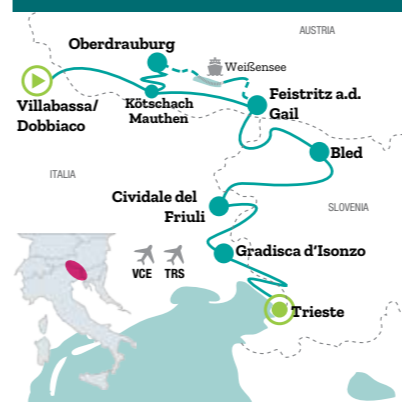 AUSTRIA
Oberdrauburg
Weißensee
Villabassa/
Dobbiaco
Kötschach
Mauthen
Feistritz a.d.
Gail
Bled
ITALIA
Cividale del
Friuli
SLOVENIA
Gradisca d'Isonzo
VCE TRS
Trieste